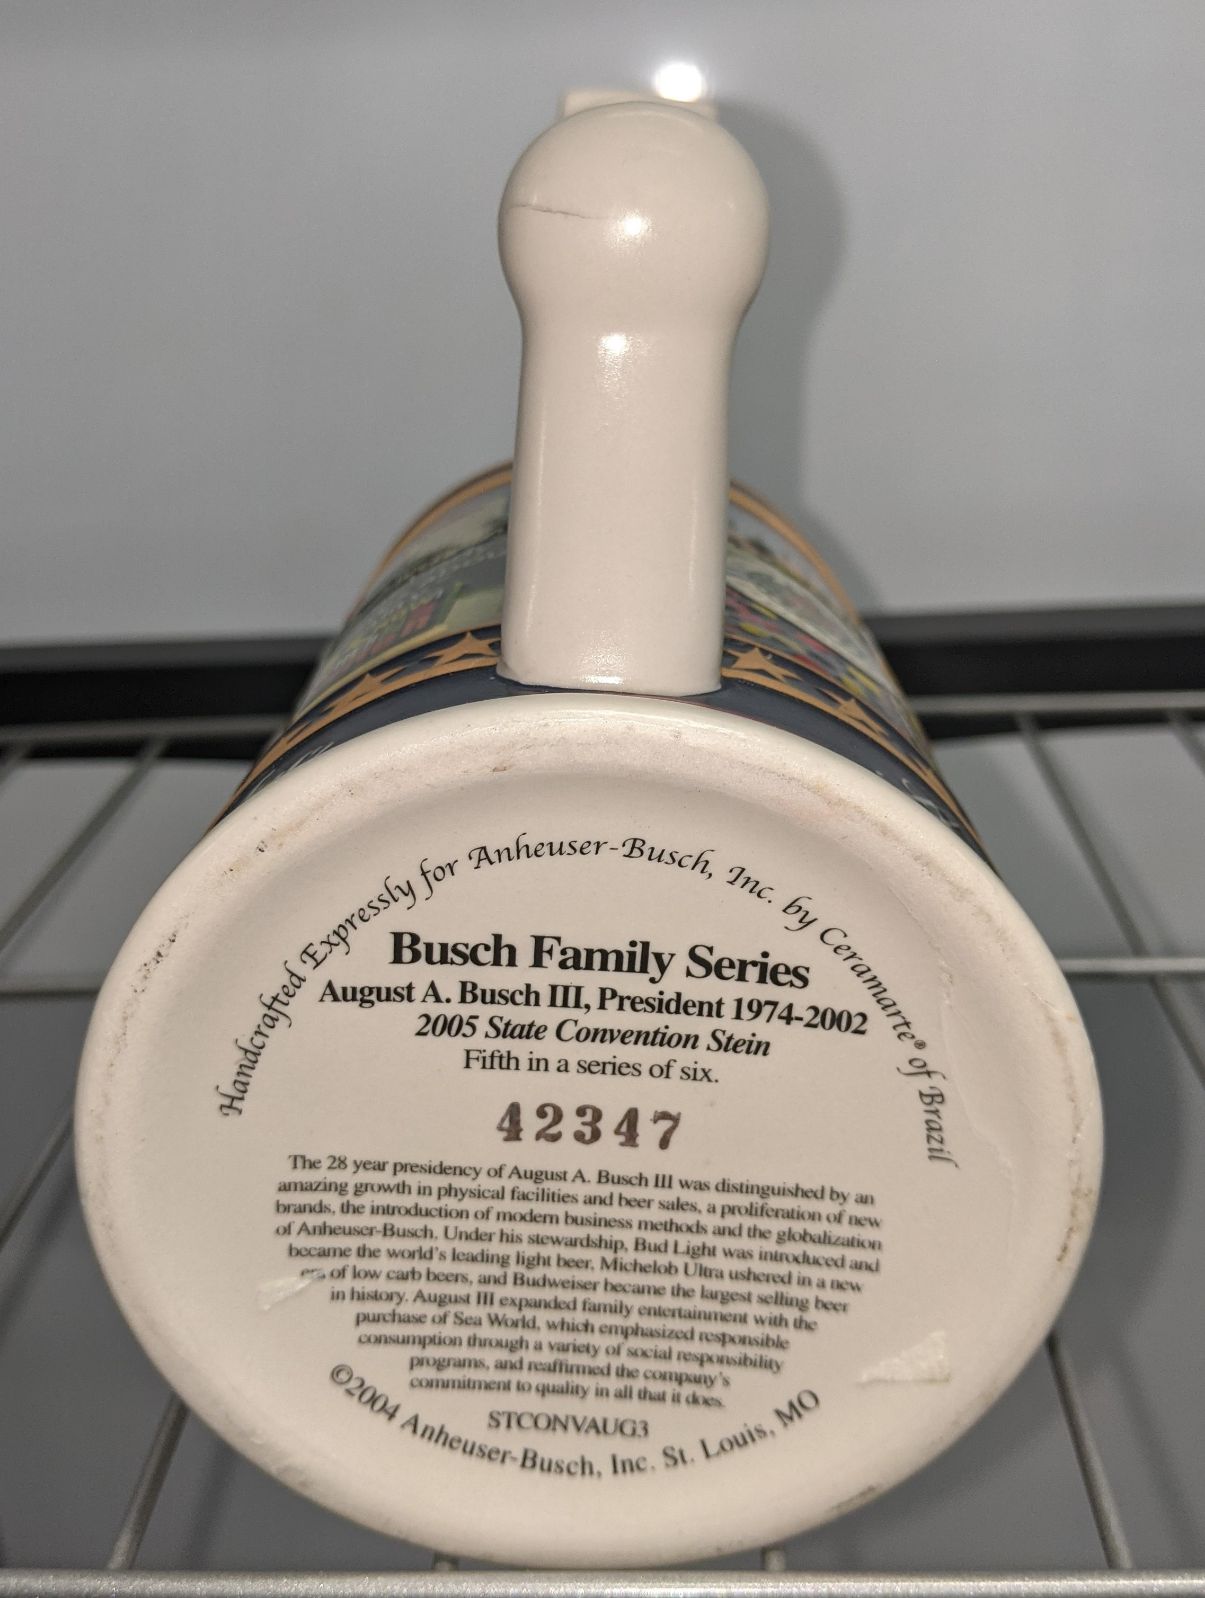 Handcrafted Expressly for Anheuser-Busch, Inc. by Ceramarte® of Brazil
Busch Family Series
August A. Busch III, President 1974-2002
2005 State Convention Stein
Fifth in a series of six.
42347
The 28 year presidency of August A. Busch III was distinguished by an
amazing growth in physical facilities and beer sales, a proliferation of new
brands, the introduction of modern business methods and the globalization
of Anheuser-Busch. Under his stewardship, Bud Light was introduced and
became the world's leading light beer, Michelob Ultra ushered in a new
era of low carb beers, and Budweiser became the largest selling beer
in history. August III expanded family entertainment with the
purchase of Sea World, which emphasized responsible
consumption through a variety of social responsibility
programs, and reaffirmed the company's
commitment to quality in all that it does.
STCONVAUG3
©2004 Anheuser-Busch, Inc. St. Louis, MO